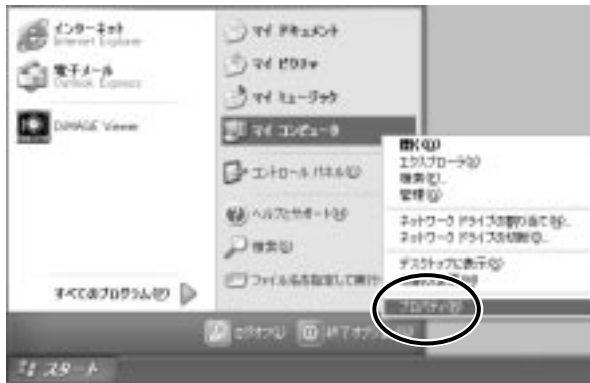 インターネット
Internet Explorer
電子メール
Outlook Express
DiMAGE Viewer
すべてのプログラム(P)
マイ ドキュメント
マイ ピクチャ
マイ ミュージック
マイ コンピュータ
コントロール パネル(C)
ヘルプとサポート(H)
検索(S)
ファイル名を指定して実行
開く(O)
エクスプローラ(X)
検索(E)...
管理(G)
ネットワーク ドライブの割り当て(N)...
ネットワーク ドライブの切断(I)...
デスクトップに表示(S)
プロパティ(R)
ログオフ(L)
スタート